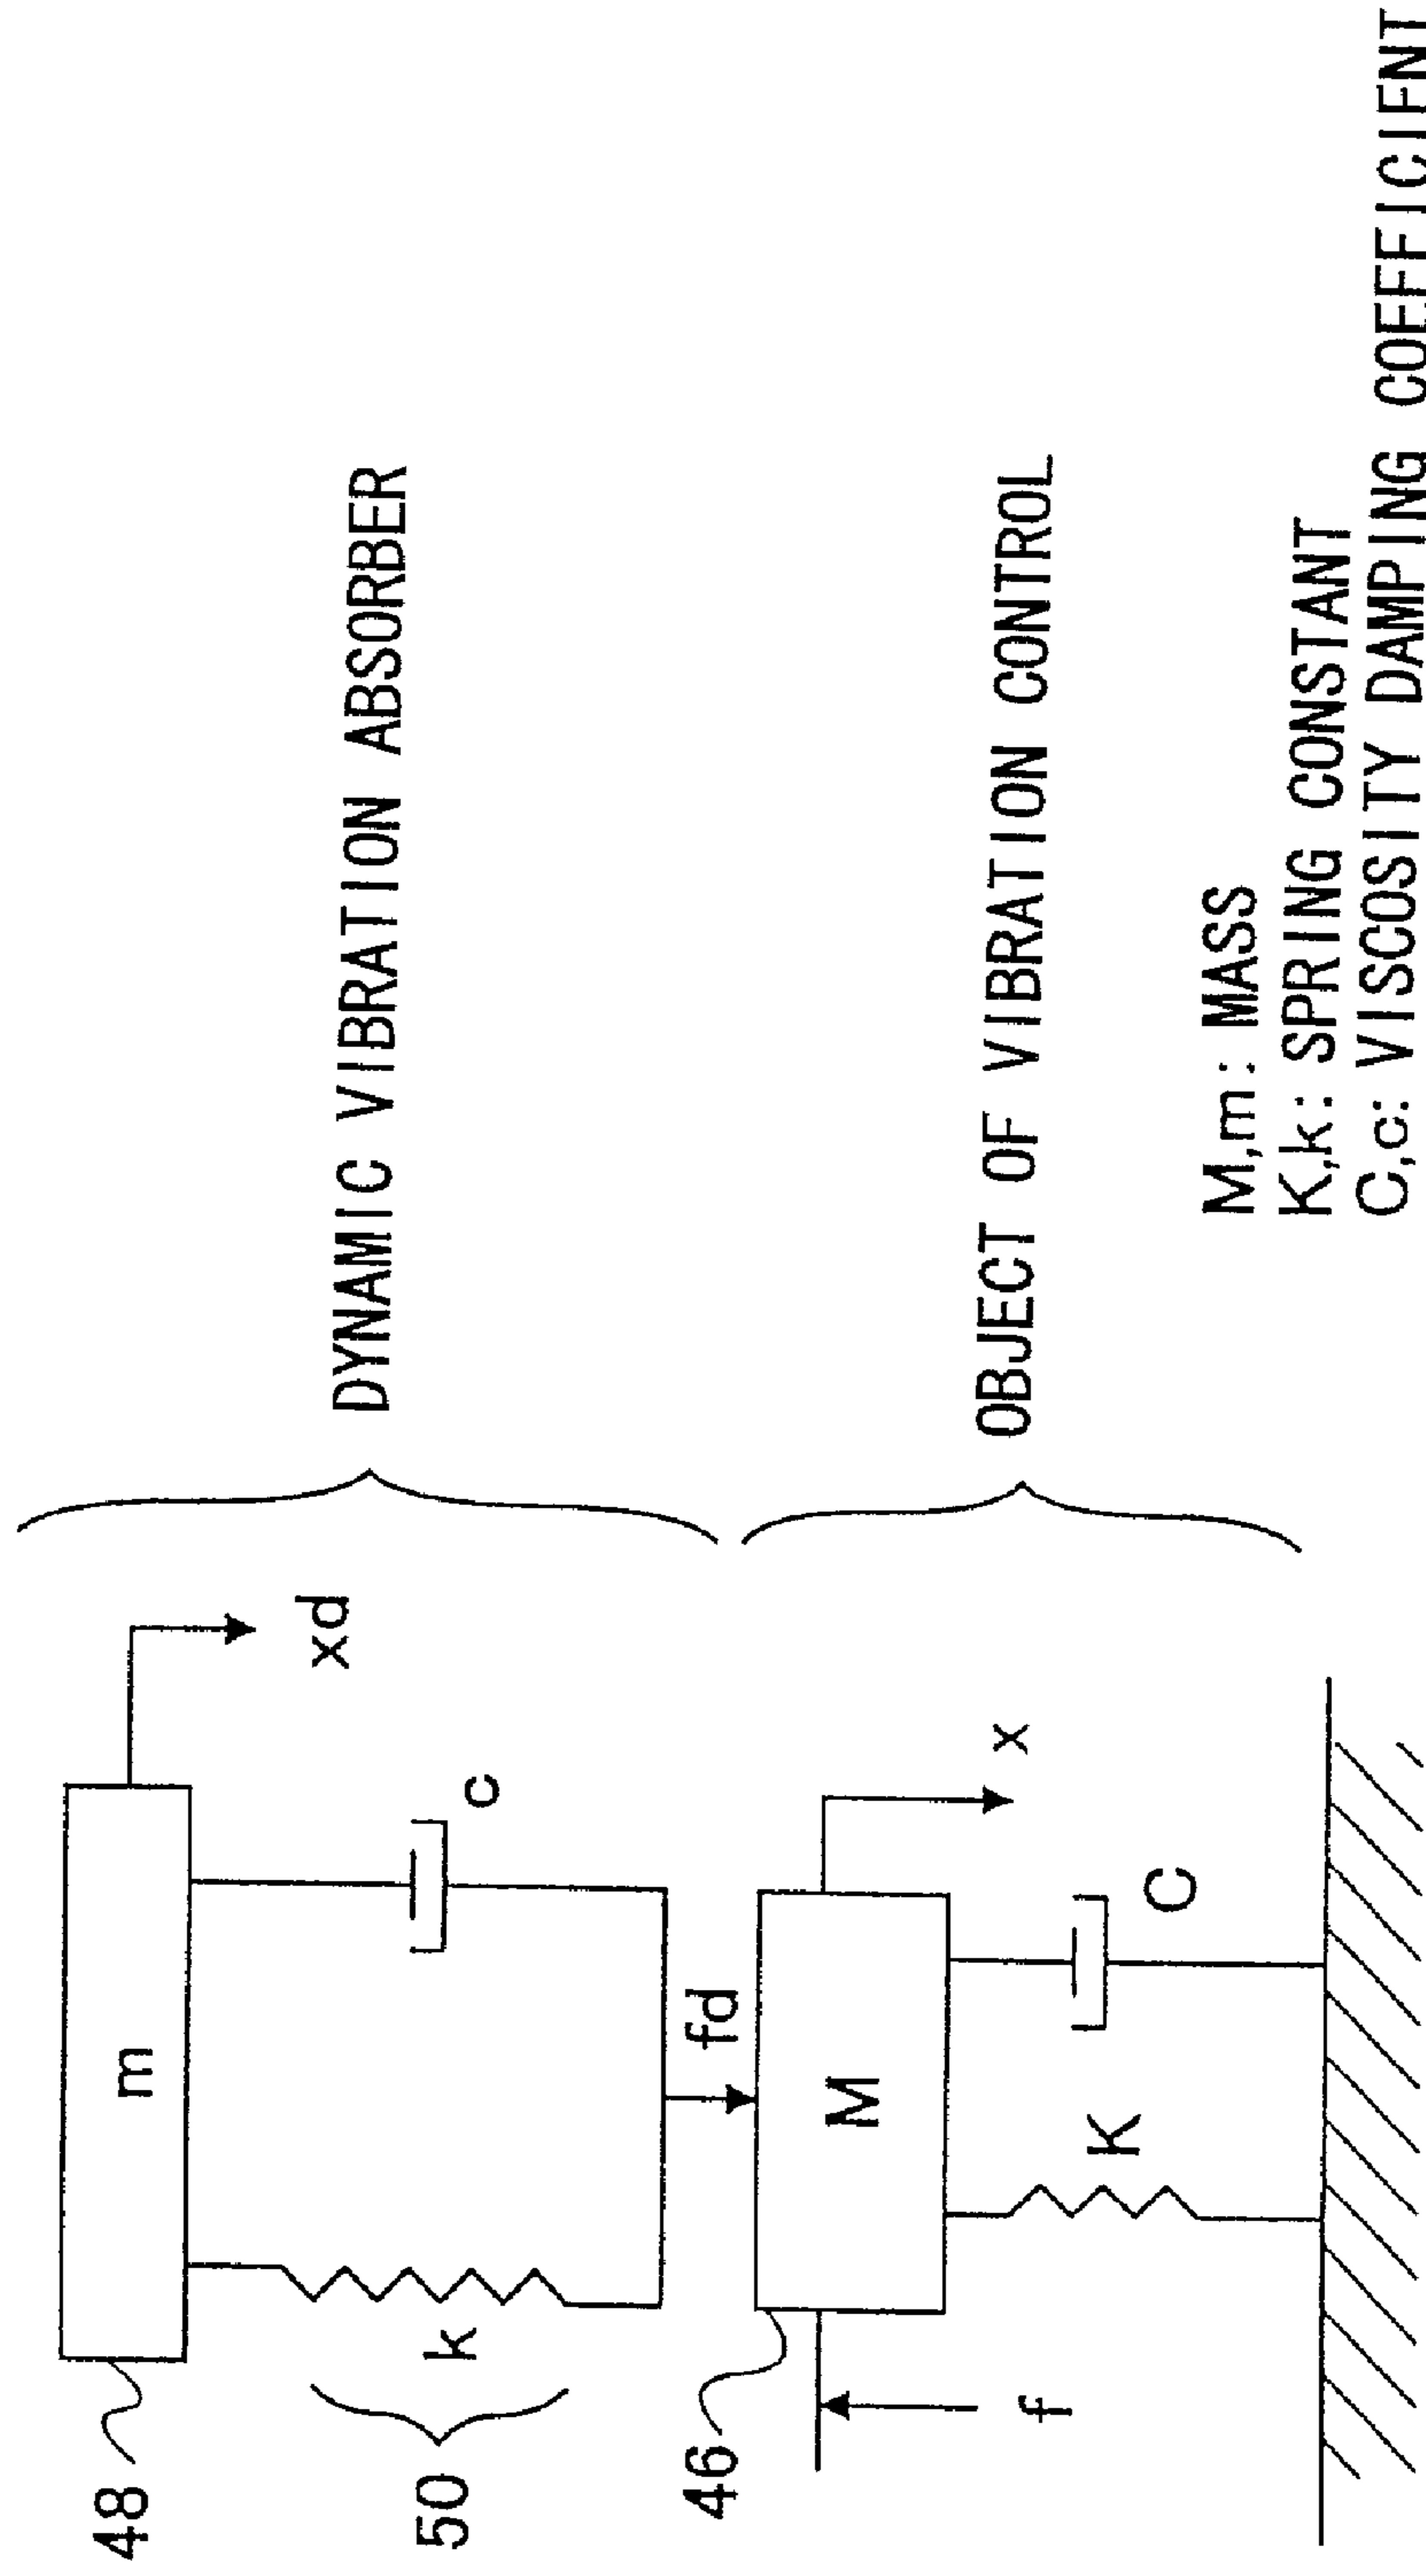 48
m
xd
50
k
c
DYNAMIC VIBRATION ABSORBER
fd
46
M
x
f
K
C
OBJECT OF VIBRATION CONTROL
M,m: MASS
K,k: SPRING CONSTANT
C,c: VISCOSITY DAMPING COEFFICIENT